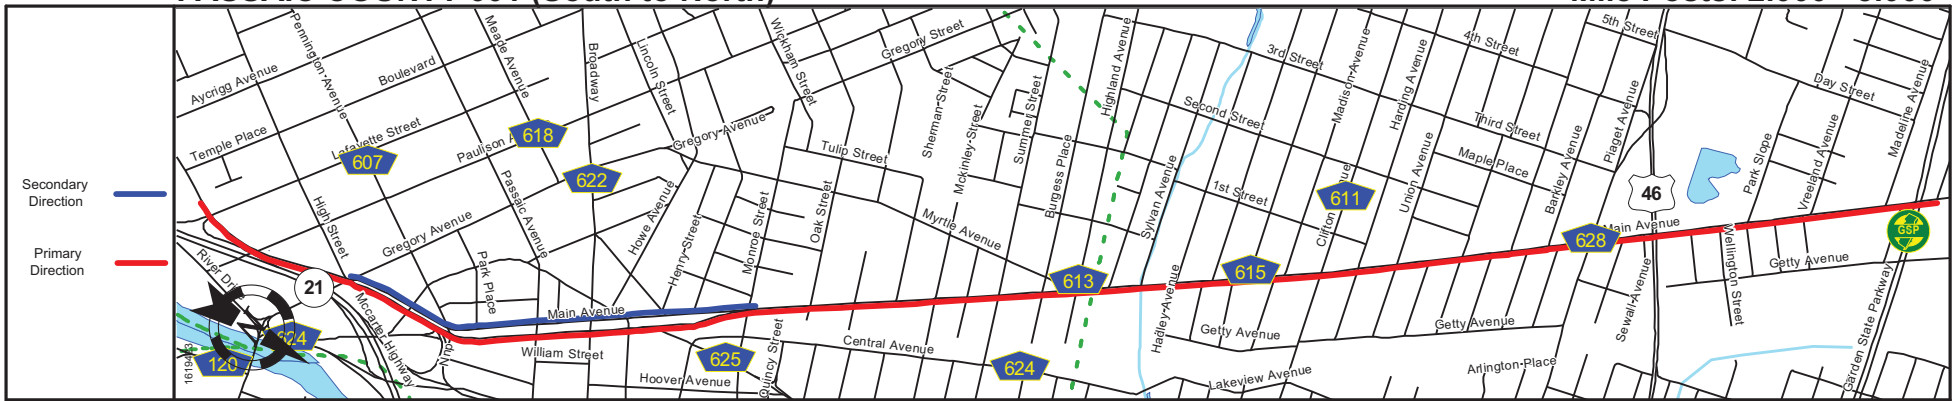 Secondary
Direction
Primary
Direction
Aycrigg Avenue
Pennington Avenue
Boulevard
Meade Avenue
Broadway
Lincoln Street
Wickham Street
Gregory Street
Highland Avenue
3rd Street
Madison Avenue
Harding Avenue
4th Street
5th Street
Day Street
Madeline Avenue
Temple Place
Lafayette Street
607
Paulison
618
622
Gregory Avenue
Tulip Street
Sherman Street
Mckinley Street
Summer Street
Burgess Place
Second Street
Third Street
Maple Place
Piaget Avenue
46
Park Slope
Vreeland Avenue
High Street
Gregory Avenue
Passaic Avenue
Howe Avenue
Henry Street
Monroe Street
Oak Street
Myrtle Avenue
Sylvan Avenue
1st Street
Clifton
611
Union Avenue
Barkley Avenue
628
Main Avenue
GSP
River Drive
21
Mccarter Highway
Park Place
Main Avenue
613
615
Hadley Avenue
Getty Avenue
Getty Avenue
Sewall Avenue
Wellington Street
Getty Avenue
Garden State Parkway
120
624
William Street
625
Hoover Avenue
Quincy Street
Central Avenue
624
Lakeview Avenue
Arlington Place